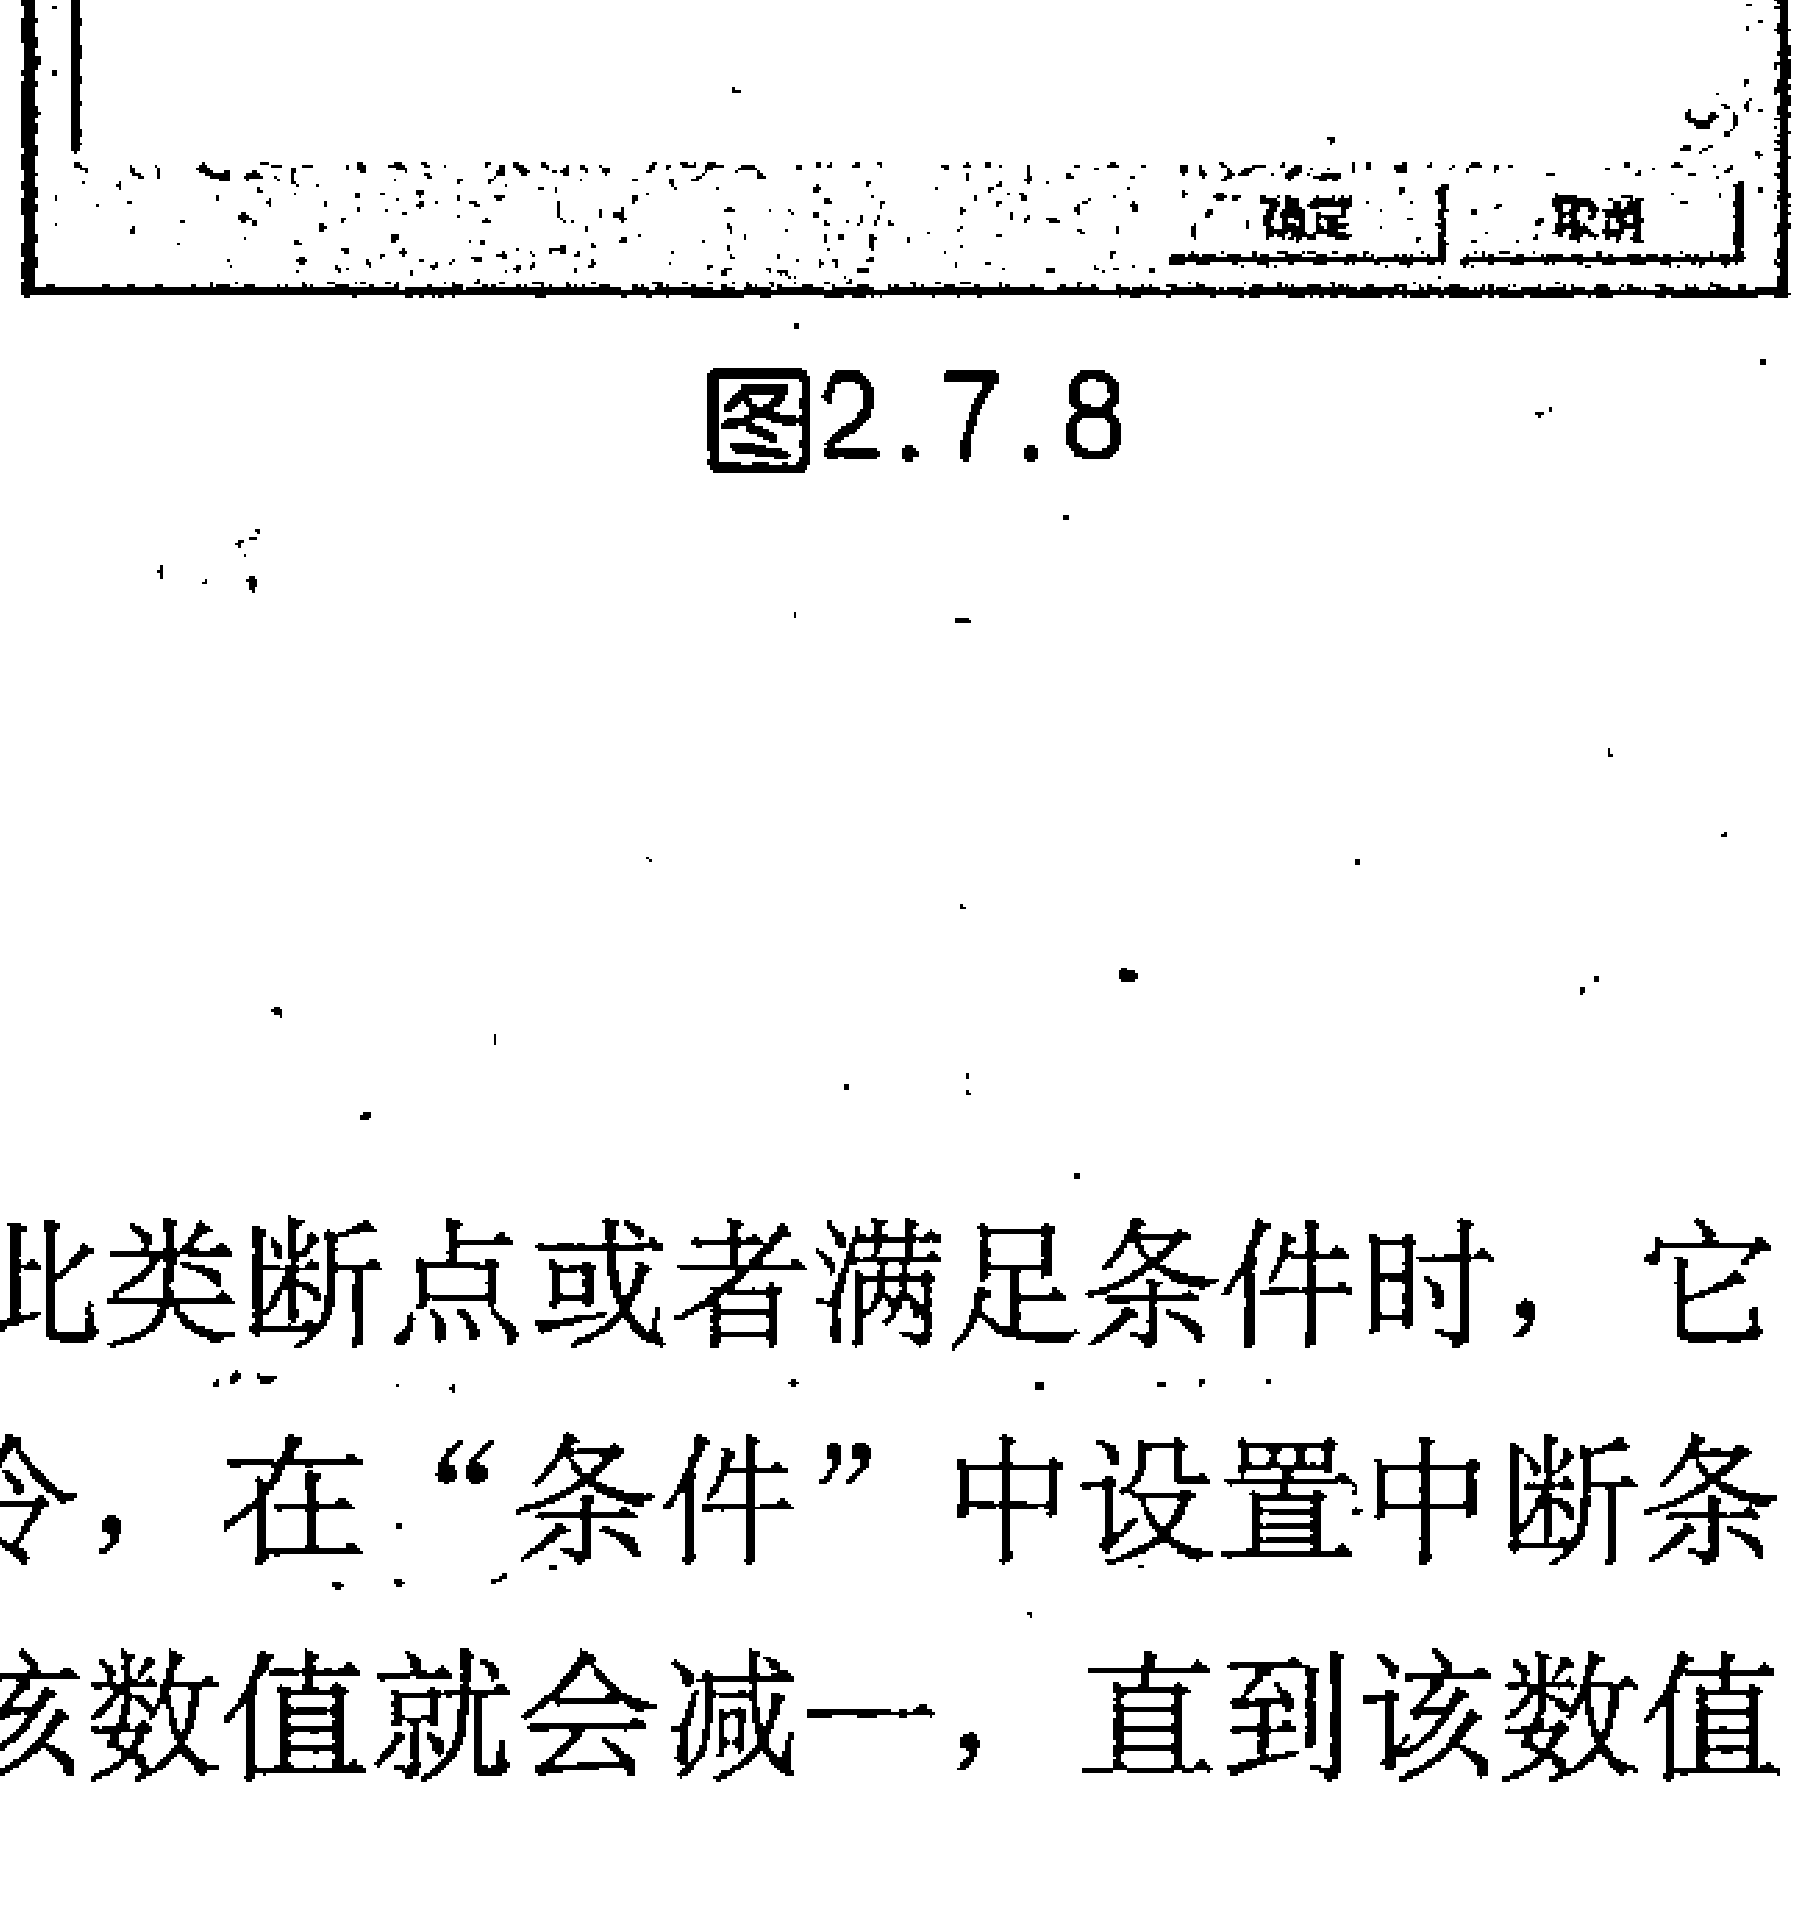 确定 取消
图2.7.8
此类断点或者满足条件时，它
令，在“条件”中设置中断条
该数值就会减一，直到该数值